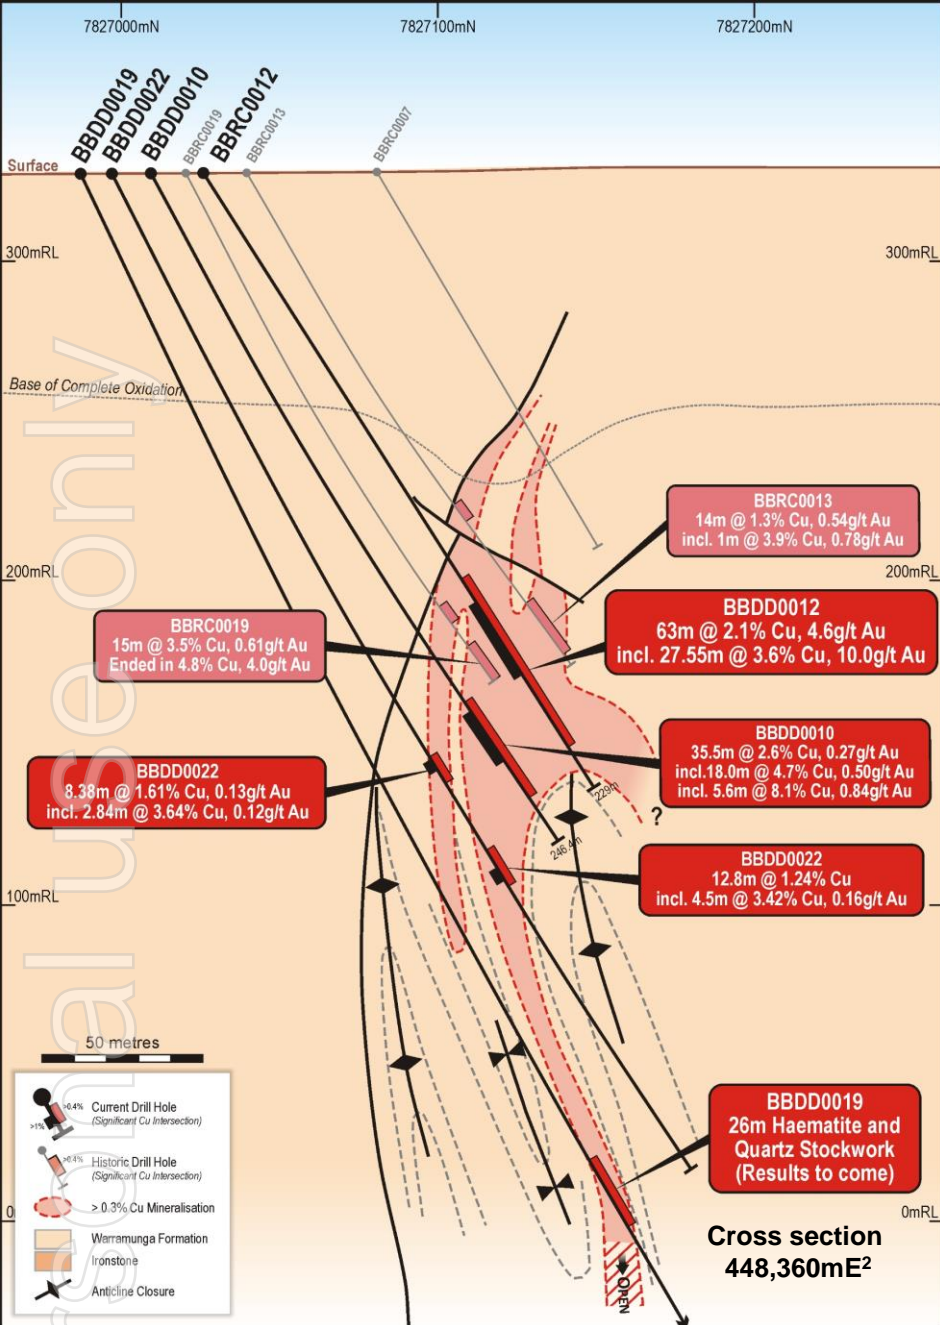 7827000mN
7827100mN
7827200mN
BBDD0019
BBDD0022
BBDD0010
BBRC0019
BBRC0012
BBRC0013
BBRC0007
Surface
300mRL
300mRL
Base of Complete Oxidation
BBRC0013
14m @ 1.3% Cu, 0.54g/t Au
incl. 1m @ 3.9% Cu, 0.78g/t Au
200mRL
200mRL
BBDD0012
63m @ 2.1% Cu, 4.6g/t Au
incl. 27.55m @ 3.6% Cu, 10.0g/t Au
BBRC0019
15m @ 3.5% Cu, 0.61g/t Au
Ended in 4.8% Cu, 4.0g/t Au
BBDD0010
35.5m @ 2.6% Cu, 0.27g/t Au
incl.18.0m @ 4.7% Cu, 0.50g/t Au
incl. 5.6m @ 8.1% Cu, 0.84g/t Au
BBDD0022
8.38m @ 1.61% Cu, 0.13g/t Au
incl. 2.84m @ 3.64% Cu, 0.12g/t Au
229m
?
246.4m
BBDD0022
12.8m @ 1.24% Cu
incl. 4.5m @ 3.42% Cu, 0.16g/t Au
100mRL
50 metres
BBDD0019
26m Haematite and
Quartz Stockwork
(Results to come)
>0.4%
>1%
Current Drill Hole
(Significant Cu Intersection)
>0.4%
Historic Drill Hole
(Significant Cu Intersection)
> 0.3% Cu Mineralisation
Warramunga Formation
Ironstone
Anticline Closure
0mRL
OPEN
Cross section
448,360mE²
sonal use only